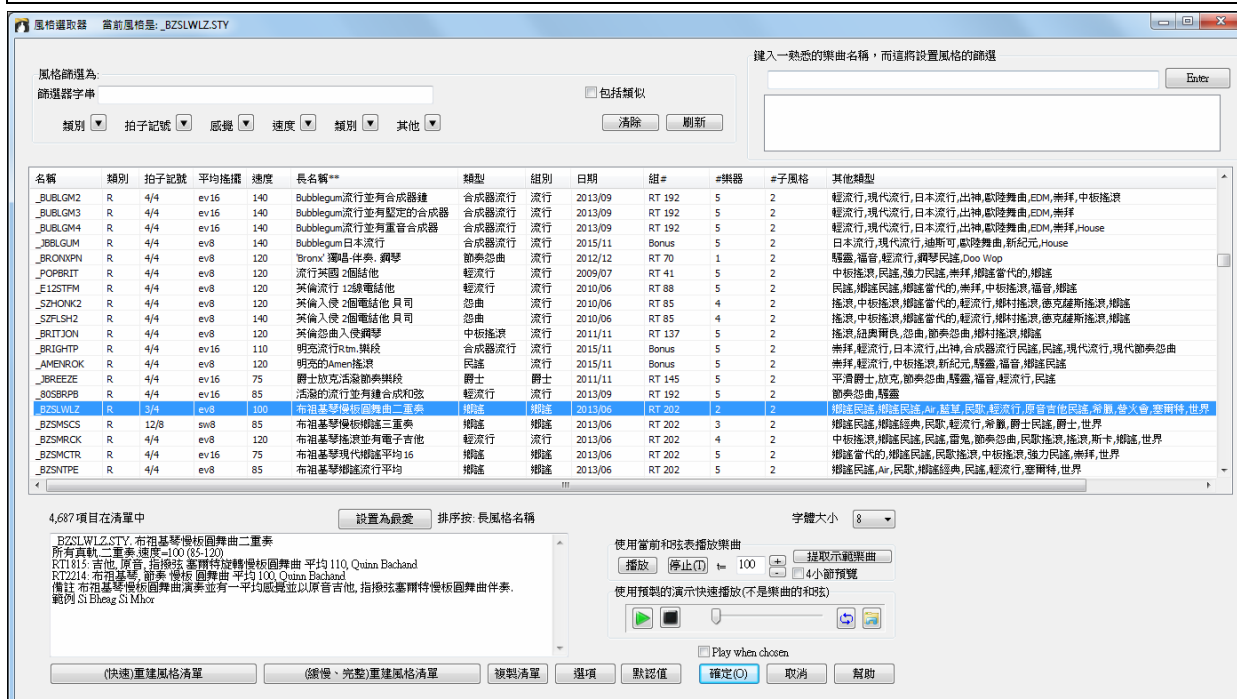 風格選取器 當前風格是: _BZSLWLZ.STY
鍵入一熟悉的樂曲名稱，而這將設置風格的篩選
Enter
風格篩選為:
篩選器字串
包括類似
類別 拍子記號 感覺 速度 類別 其他
清除 刷新
名稱 類別 拍子記號 平均搖擺 速度 長名稱** 類型 組別 日期 組# #樂器 #子風格 其他類型
_BUBLGM2 R 4/4 ev16 140 Bubblegum流行並有合成器鐘 合成器流行 流行 2013/09 RT 192 5 2 輕流行,現代流行,日本流行,出神,歐陸舞曲,EDM,崇拜,中板搖滾
_BUBLGM3 R 4/4 ev16 140 Bubblegum流行並有堅定的合成器 合成器流行 流行 2013/09 RT 192 5 2 輕流行,現代流行,日本流行,出神,歐陸舞曲,EDM,崇拜
_BUBLGM4 R 4/4 ev16 140 Bubblegum流行並有重音合成器 合成器流行 流行 2013/09 RT 192 5 2 輕流行,現代流行,日本流行,出神,歐陸舞曲,EDM,崇拜,House
_JBBLGUM R 4/4 ev8 140 Bubblegum日本流行 合成器流行 流行 2015/11 Bonus 5 2 日本流行,現代流行,迪斯可,歐陸舞曲,新紀元,House
_BRONXPN R 4/4 ev8 120 'Bronx' 獨唱-伴奏. 鋼琴 節奏怨曲 流行 2012/12 RT 70 1 2 騷靈,福音,輕流行,鋼琴民謠,Doo Wop
_POPBRIT R 4/4 ev8 120 流行英國 2個結他 輕流行 流行 2009/07 RT 41 5 2 中板搖滾,民謠,強力民謠,崇拜,鄉謠當代的,鄉謠
_E12STFM R 4/4 ev8 120 英倫流行 12線電結他 輕流行 流行 2010/06 RT 88 5 2 民謠,鄉謠民謠,鄉謠當代的,崇拜,中板搖滾,福音,鄉謠
_SZHONK2 R 4/4 ev8 120 英倫入侵 2個電結他 貝司 怨曲 流行 2010/06 RT 85 4 2 搖滾,中板搖滾,鄉謠當代的,輕流行,鄉村搖滾,德克薩斯搖滾,鄉謠
_SZFLSH2 R 4/4 ev8 140 英倫入侵 2個電結他 貝司 怨曲 流行 2010/06 RT 85 4 2 搖滾,中板搖滾,鄉謠當代的,輕流行,鄉村搖滾,德克薩斯搖滾,鄉謠
_BRITJON R 4/4 ev8 120 英倫怨曲入侵鋼琴 中板搖滾 流行 2011/11 RT 137 5 2 搖滾,紐奧爾良,怨曲,節奏怨曲,鄉村搖滾,鄉謠
_BRIGHTP R 4/4 ev16 110 明亮流行Rtm.樂段 合成器流行 流行 2015/11 Bonus 5 2 崇拜,輕流行,日本流行,出神,合成器流行民謠,民謠,現代流行,現代節奏怨曲
_AMENROK R 4/4 ev8 120 明亮的Amen搖滾 民謠 流行 2015/11 Bonus 5 2 崇拜,輕流行,中板搖滾,新紀元,騷靈,福音,鄉謠民謠
_JBREEZE R 4/4 ev16 75 爵士放克活潑節奏樂段 爵士 爵士 2011/11 RT 145 5 2 平滑爵士,放克,節奏怨曲,騷靈,福音,輕流行,民謠
_80SBRPB R 4/4 ev16 85 活潑的流行並有鐘合成和弦 輕流行 流行 2013/09 RT 192 5 2 節奏怨曲,騷靈
_BZSLWLZ R 3/4 ev8 100 布祖基琴慢板圓舞曲二重奏 鄉謠 鄉謠 2013/06 RT 202 2 2 鄉謠民謠,鄉謠民謠,Air,藍草,民歌,輕流行,原音吉他民謠,希臘,營火會,塞爾特,世界
_BZSMSCS R 12/8 sw8 85 布祖基琴慢板鄉謠三重奏 鄉謠 鄉謠 2013/06 RT 202 3 2 鄉謠民謠,鄉謠經典,民歌,輕流行,希臘,爵士民謠,爵士,世界
_BZSMRCK R 4/4 ev8 120 布祖基琴搖滾並有電子吉他 輕流行 流行 2013/06 RT 202 4 2 中板搖滾,鄉謠民謠,民謠,雷鬼,節奏怨曲,民歌搖滾,搖滾,斯卡,鄉謠,世界
_BZSMCTR R 4/4 ev16 75 布祖基琴現代鄉謠平均16 鄉謠 鄉謠 2013/06 RT 202 5 2 鄉謠當代的,鄉謠民謠,民歌搖滾,中板搖滾,強力民謠,崇拜,世界
_BZSNTPE R 4/4 ev8 85 布祖基琴鄉謠流行平均 鄉謠 鄉謠 2013/06 RT 202 5 2 鄉謠民謠,Air,民歌,鄉謠經典,民謠,輕流行,塞爾特,世界
4,687項目在清單中 設置為最愛 排序按: 長風格名稱 字體大小 8
_BZSLWLZ.STY. 布祖基琴慢板圓舞曲二重奏
所有真軌.二重奏.速度=100 (85-120)
RT1815: 吉他, 原音, 指撥弦 塞爾特旋轉慢板圓舞曲 平均 110, Quinn Bachand
RT2214: 布祖基琴, 節奏 慢板 圓舞曲 平均 100, Quinn Bachand
備註 布祖基琴慢板圓舞曲演奏並有一平均感覺並以原音吉他, 指撥弦塞爾特慢板圓舞曲伴奏.
範例 Si Bheag Si Mhor
使用當前和弦表播放樂曲
播放 停止(T) t= 100 + - 提取示範樂曲
4小節預覽
使用預製的演示快速播放(不是樂曲的和弦)
Play when chosen
(快速)重建風格清單 (緩慢、完整)重建風格清單 複製清單 選項 默認值 確定(O) 取消 幫助